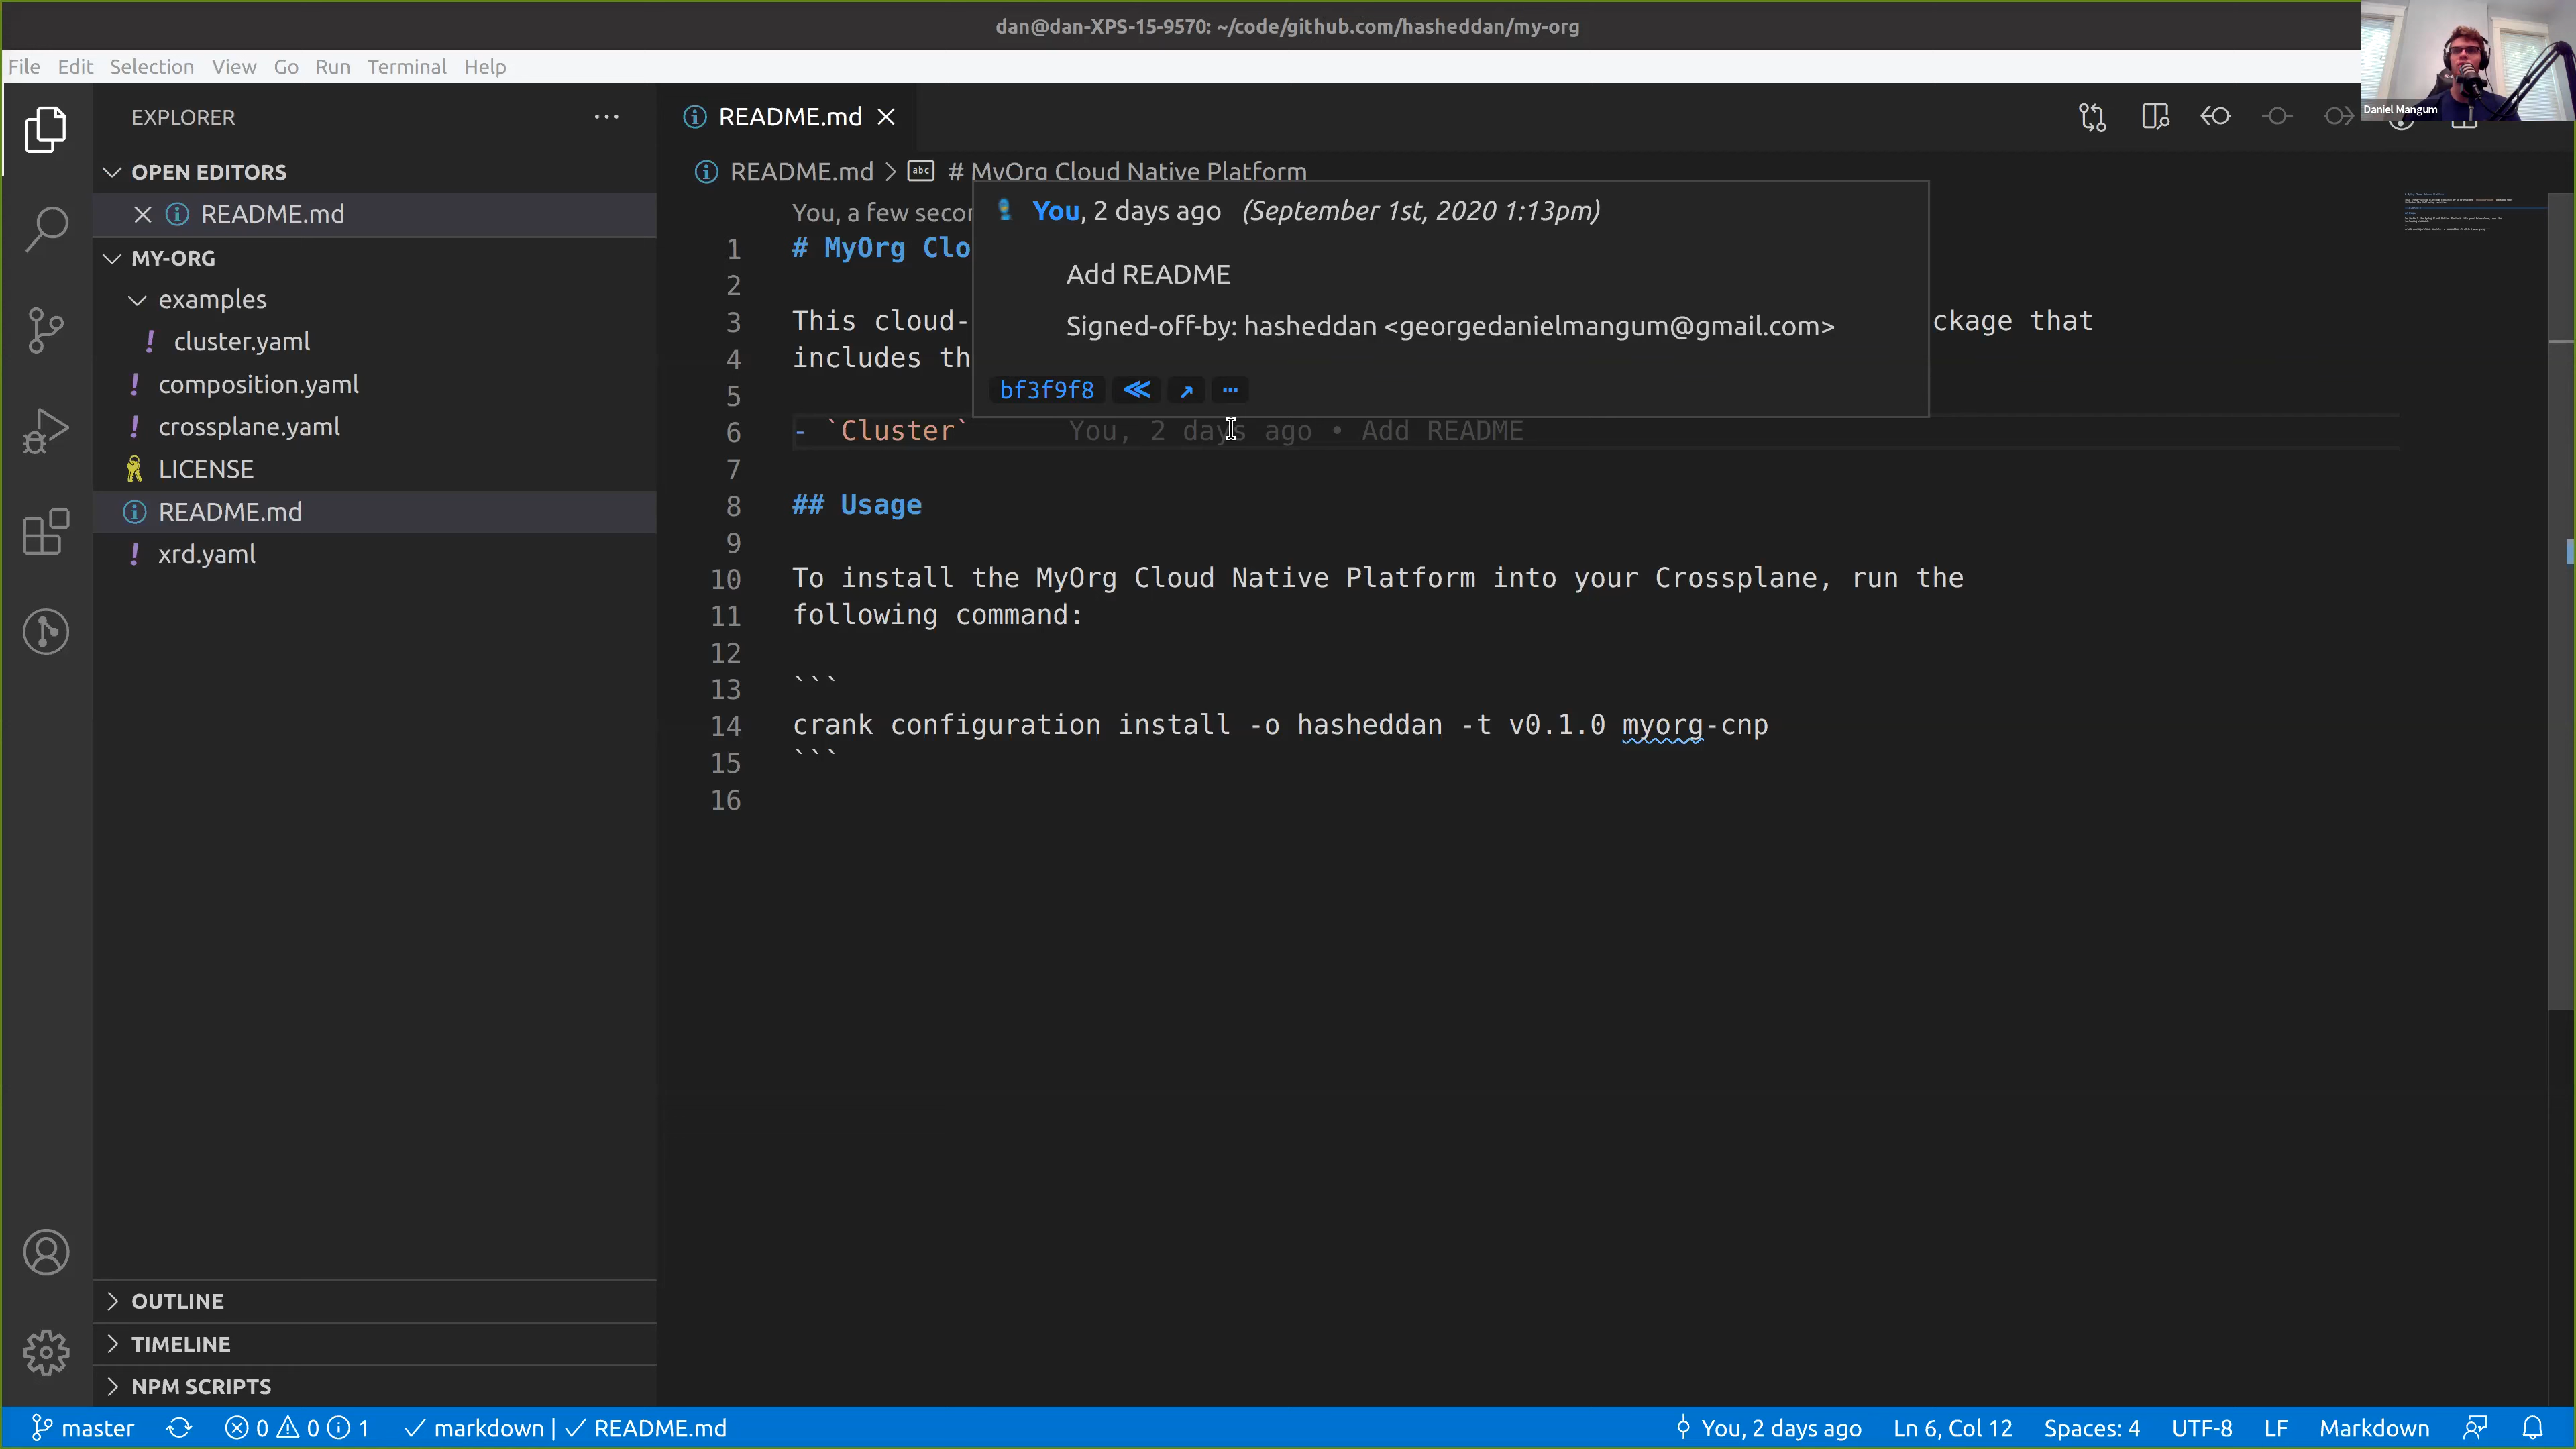 dan@dan-XPS-15-9570: ~/code/github.com/hasheddan/my-org
Daniel Mangum
File Edit Selection View Go Run Terminal Help
EXPLORER
OPEN EDITORS
README.md
MY-ORG
examples
cluster.yaml
composition.yaml
crossplane.yaml
LICENSE
README.md
xrd.yaml
OUTLINE
TIMELINE
NPM SCRIPTS
README.md
README.md > abc # MyOrg Cloud Native Platform
You, a few secon
You, 2 days ago (September 1st, 2020 1:13pm)
Add README
Signed-off-by: hasheddan <georgedanielmangum@gmail.com>
bf3f9f8
1 # MyOrg Clo
2
3 This cloud- ckage that
4 includes th
5
6 - `Cluster` You, 2 days ago • Add README
7
8 ## Usage
9
10 To install the MyOrg Cloud Native Platform into your Crossplane, run the
11 following command:
12
13 ```
14 crank configuration install -o hasheddan -t v0.1.0 myorg-cnp
15 ```
16
master 0 0 1 markdown | README.md You, 2 days ago Ln 6, Col 12 Spaces: 4 UTF-8 LF Markdown